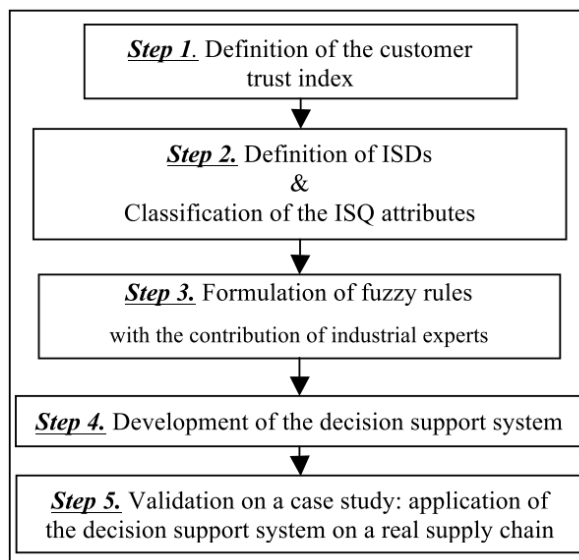 Step 1. Definition of the customer
trust index
Step 2. Definition of ISDs
&
Classification of the ISQ attributes
Step 3. Formulation of fuzzy rules
with the contribution of industrial experts
Step 4. Development of the decision support system
Step 5. Validation on a case study: application of
the decision support system on a real supply chain